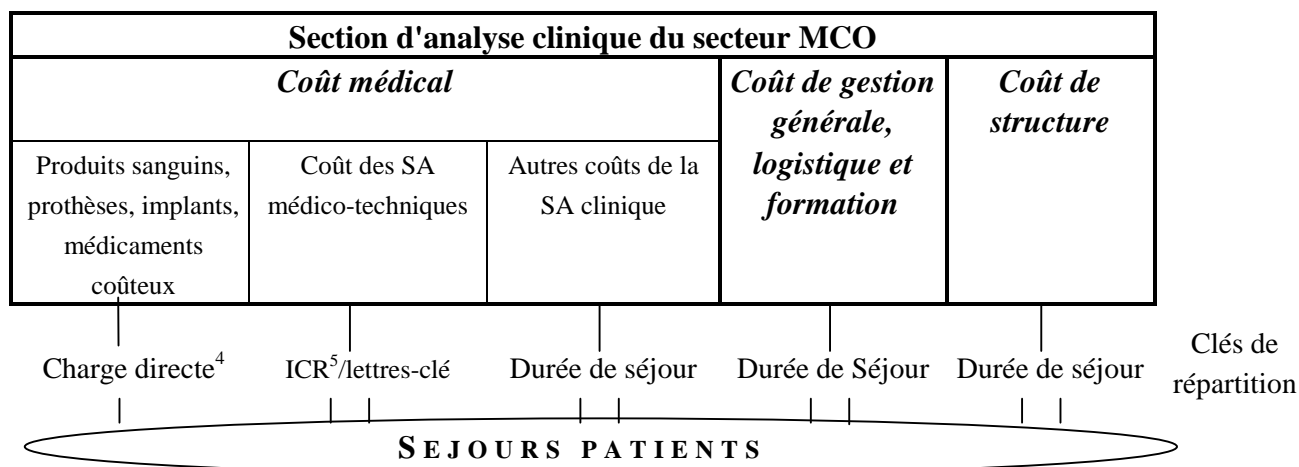 Section d'analyse clinique du secteur MCO
Coût médical
Coût de gestion
générale,
logistique et
formation
Coût de
structure
Produits sanguins,
prothèses, implants,
médicaments
coûteux
Coût des SA
médico-techniques
Autres coûts de la
SA clinique
Charge directe4
ICR5/lettres-clé
Durée de séjour
Durée de Séjour
Durée de séjour
Clés de
répartition
SEJOURS PATIENTS